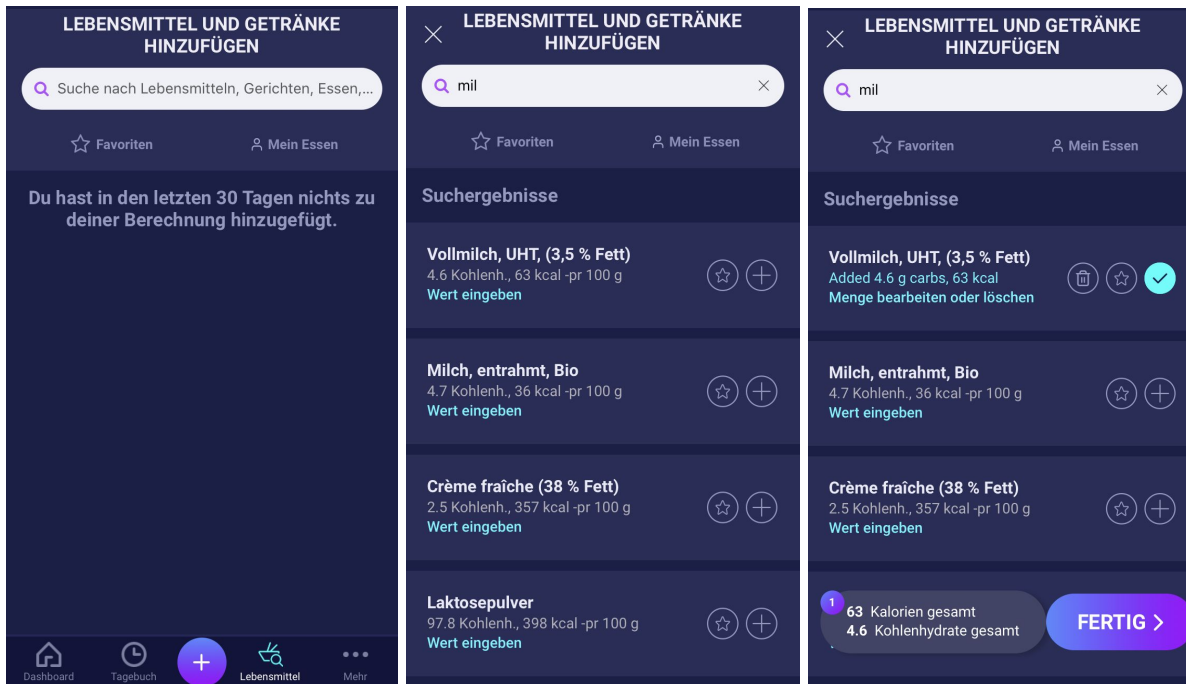 LEBENSMITTEL UND GETRÄNKE
HINZUFÜGEN
Suche nach Lebensmitteln, Gerichten, Essen,...
Favoriten
Mein Essen
Du hast in den letzten 30 Tagen nichts zu
deiner Berechnung hinzugefügt.
Dashboard
Tagebuch
Lebensmittel
Mehr
LEBENSMITTEL UND GETRÄNKE
HINZUFÜGEN
mil
Favoriten
Mein Essen
Suchergebnisse
Vollmilch, UHT, (3,5 % Fett)
4.6 Kohlenh., 63 kcal -pr 100 g
Wert eingeben
Milch, entrahmt, Bio
4.7 Kohlenh., 36 kcal -pr 100 g
Wert eingeben
Crème fraîche (38 % Fett)
2.5 Kohlenh., 357 kcal -pr 100 g
Wert eingeben
Laktosepulver
97.8 Kohlenh., 398 kcal -pr 100 g
Wert eingeben
LEBENSMITTEL UND GETRÄNKE
HINZUFÜGEN
mil
Favoriten
Mein Essen
Suchergebnisse
Vollmilch, UHT, (3,5 % Fett)
Added 4.6 g carbs, 63 kcal
Menge bearbeiten oder löschen
Milch, entrahmt, Bio
4.7 Kohlenh., 36 kcal -pr 100 g
Wert eingeben
Crème fraîche (38 % Fett)
2.5 Kohlenh., 357 kcal -pr 100 g
Wert eingeben
1
63 Kalorien gesamt
4.6 Kohlenhydrate gesamt
FERTIG